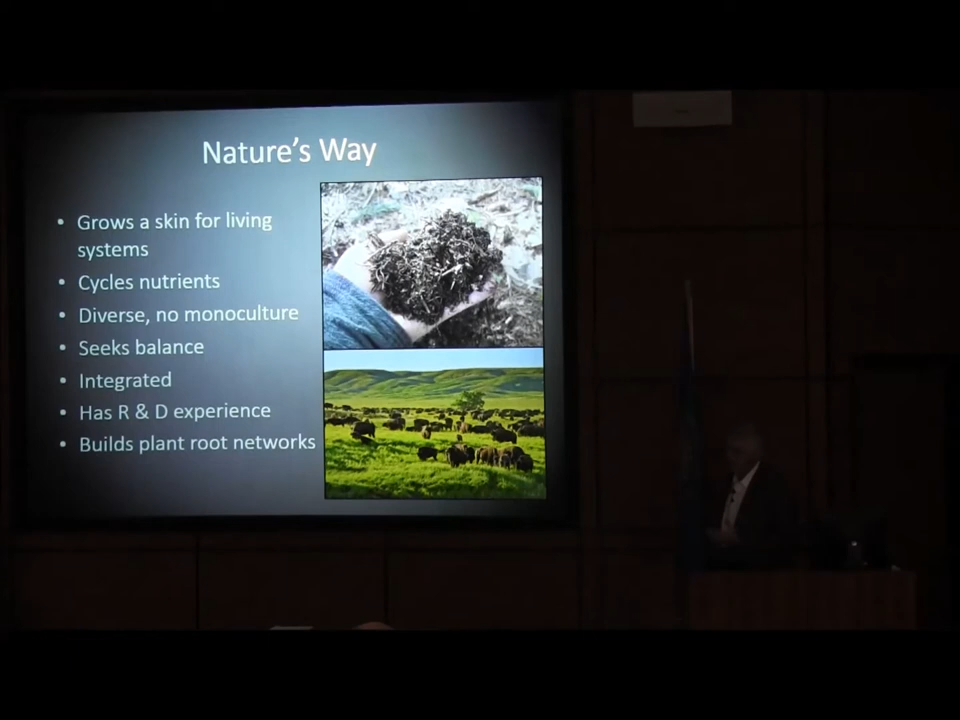 Nature's Way
• Grows a skin for living
systems
• Cycles nutrients
• Diverse, no monoculture
• Seeks balance
• Integrated
• Has R & D experience
• Builds plant root networks